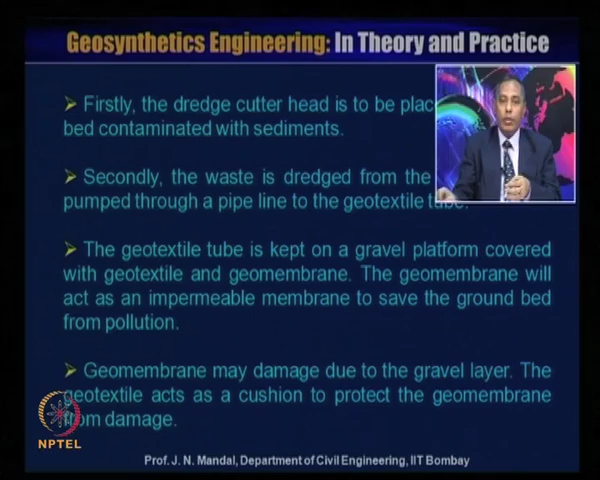 Geosynthetics Engineering: In Theory and Practice
Firstly, the dredge cutter head is to be
bed contaminated with sediments.
Secondly, the waste is dredged from the
pumped through a pipe line to the geotextile tube.
The geotextile tube is kept on a gravel platform covered
with geotextile and geomembrane. The geomembrane will
act as an impermeable membrane to save the ground bed
from pollution.
Geomembrane may damage due to the gravel layer. The
geotextile acts as a cushion to protect the geomembrane
from damage.
NPTEL
Prof. J. N. Mandal, Department of Civil Engineering, IIT Bombay